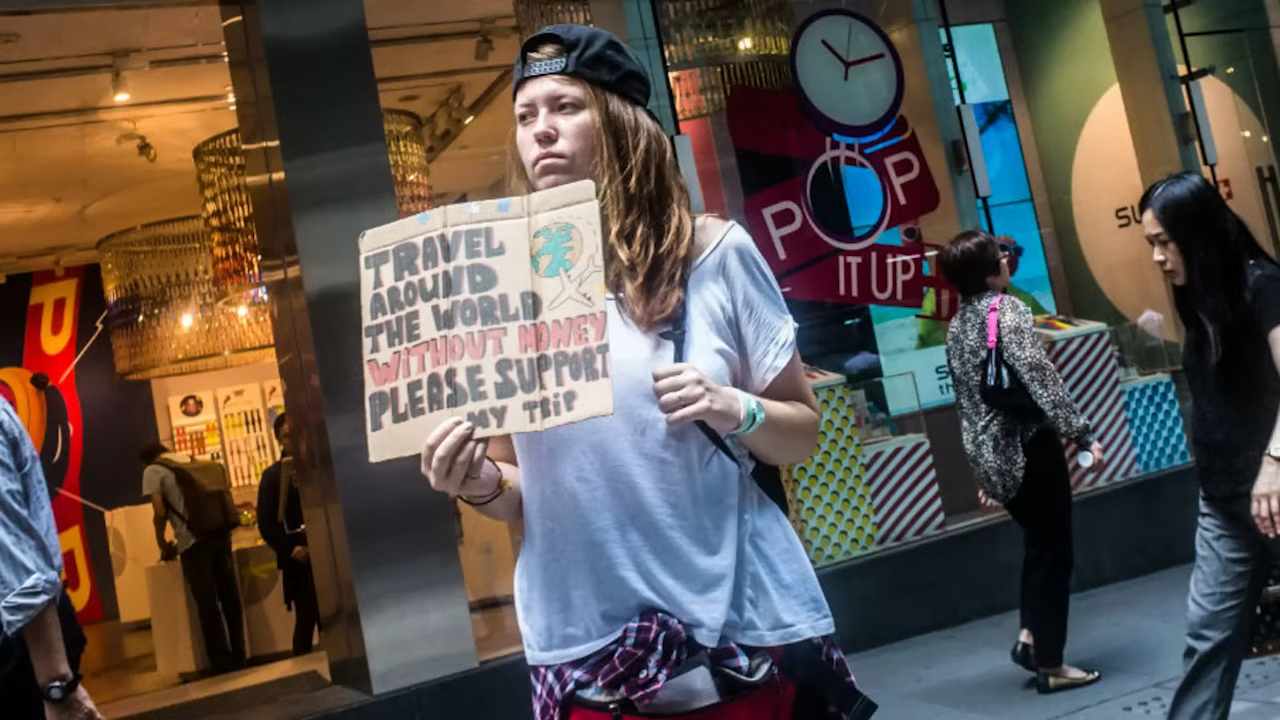 TRAVEL
AROUND
THE WORLD
WITHOUT MONEY
PLEASE SUPPORT
MY TRIP
POP
IT UP
P